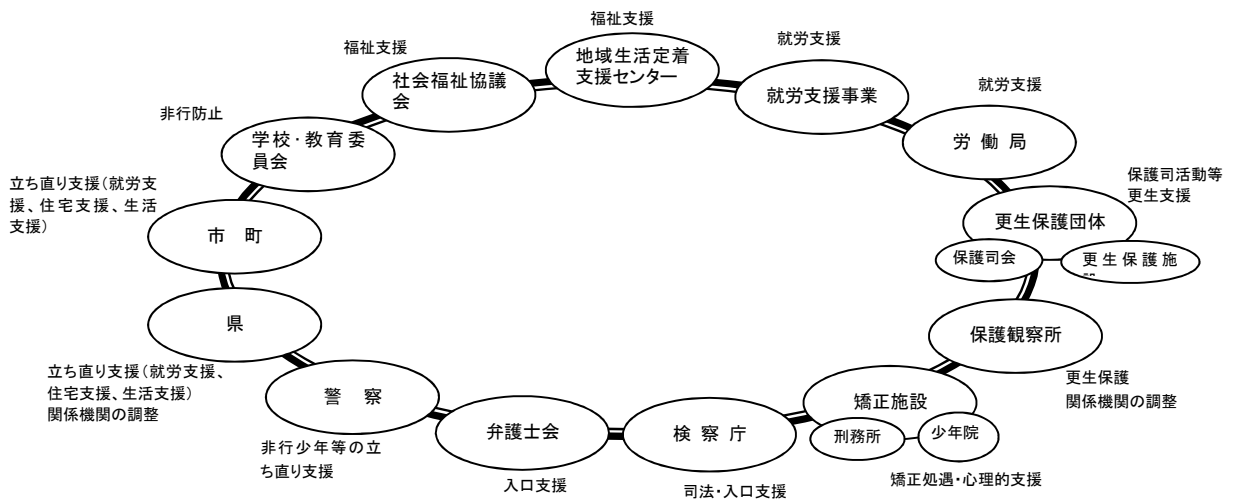 福祉支援
地域生活定着
支援センター
福祉支援
社会福祉協議
会
就労支援
就労支援事業
非行防止
学校・教育委
員会
就労支援
労働局
立ち直り支援(就労支
援、住宅支援、生活
支援)
市　町
保護司活動等
更生支援
更生保護団体
保護司会
更生保護施
県
立ち直り支援(就労支援、
住宅支援、生活支援)
関係機関の調整
保護観察所
更生保護
関係機関の調整
警　察
非行少年等の立
ち直り支援
弁護士会
入口支援
検察庁
司法・入口支援
矯正施設
刑務所
少年院
矯正処遇・心理的支援